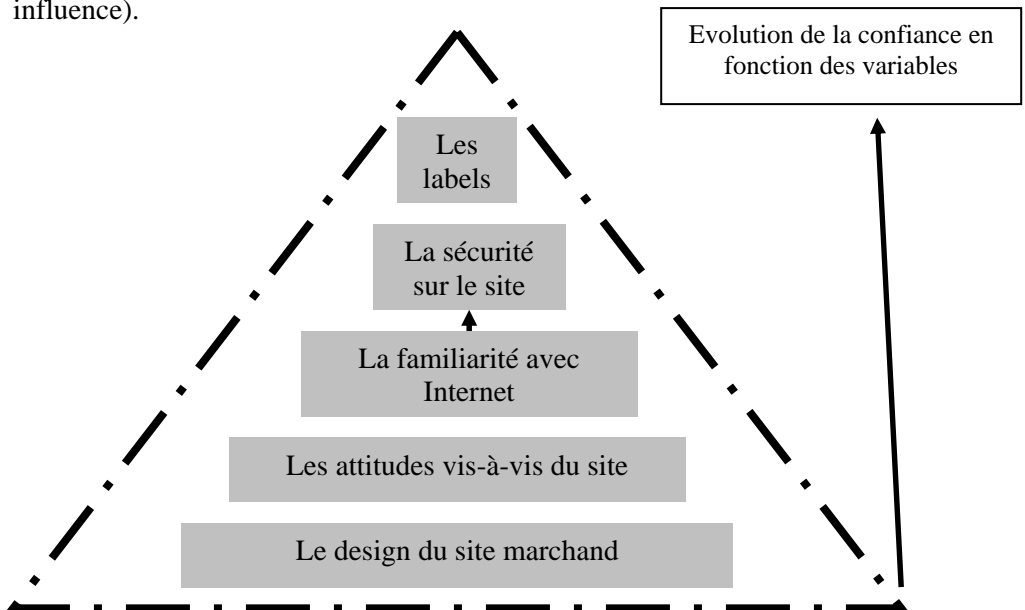 influence).
Evolution de la confiance en
fonction des variables
Les
labels
La sécurité
sur le site
La familiarité avec
Internet
Les attitudes vis-à-vis du site
Le design du site marchand